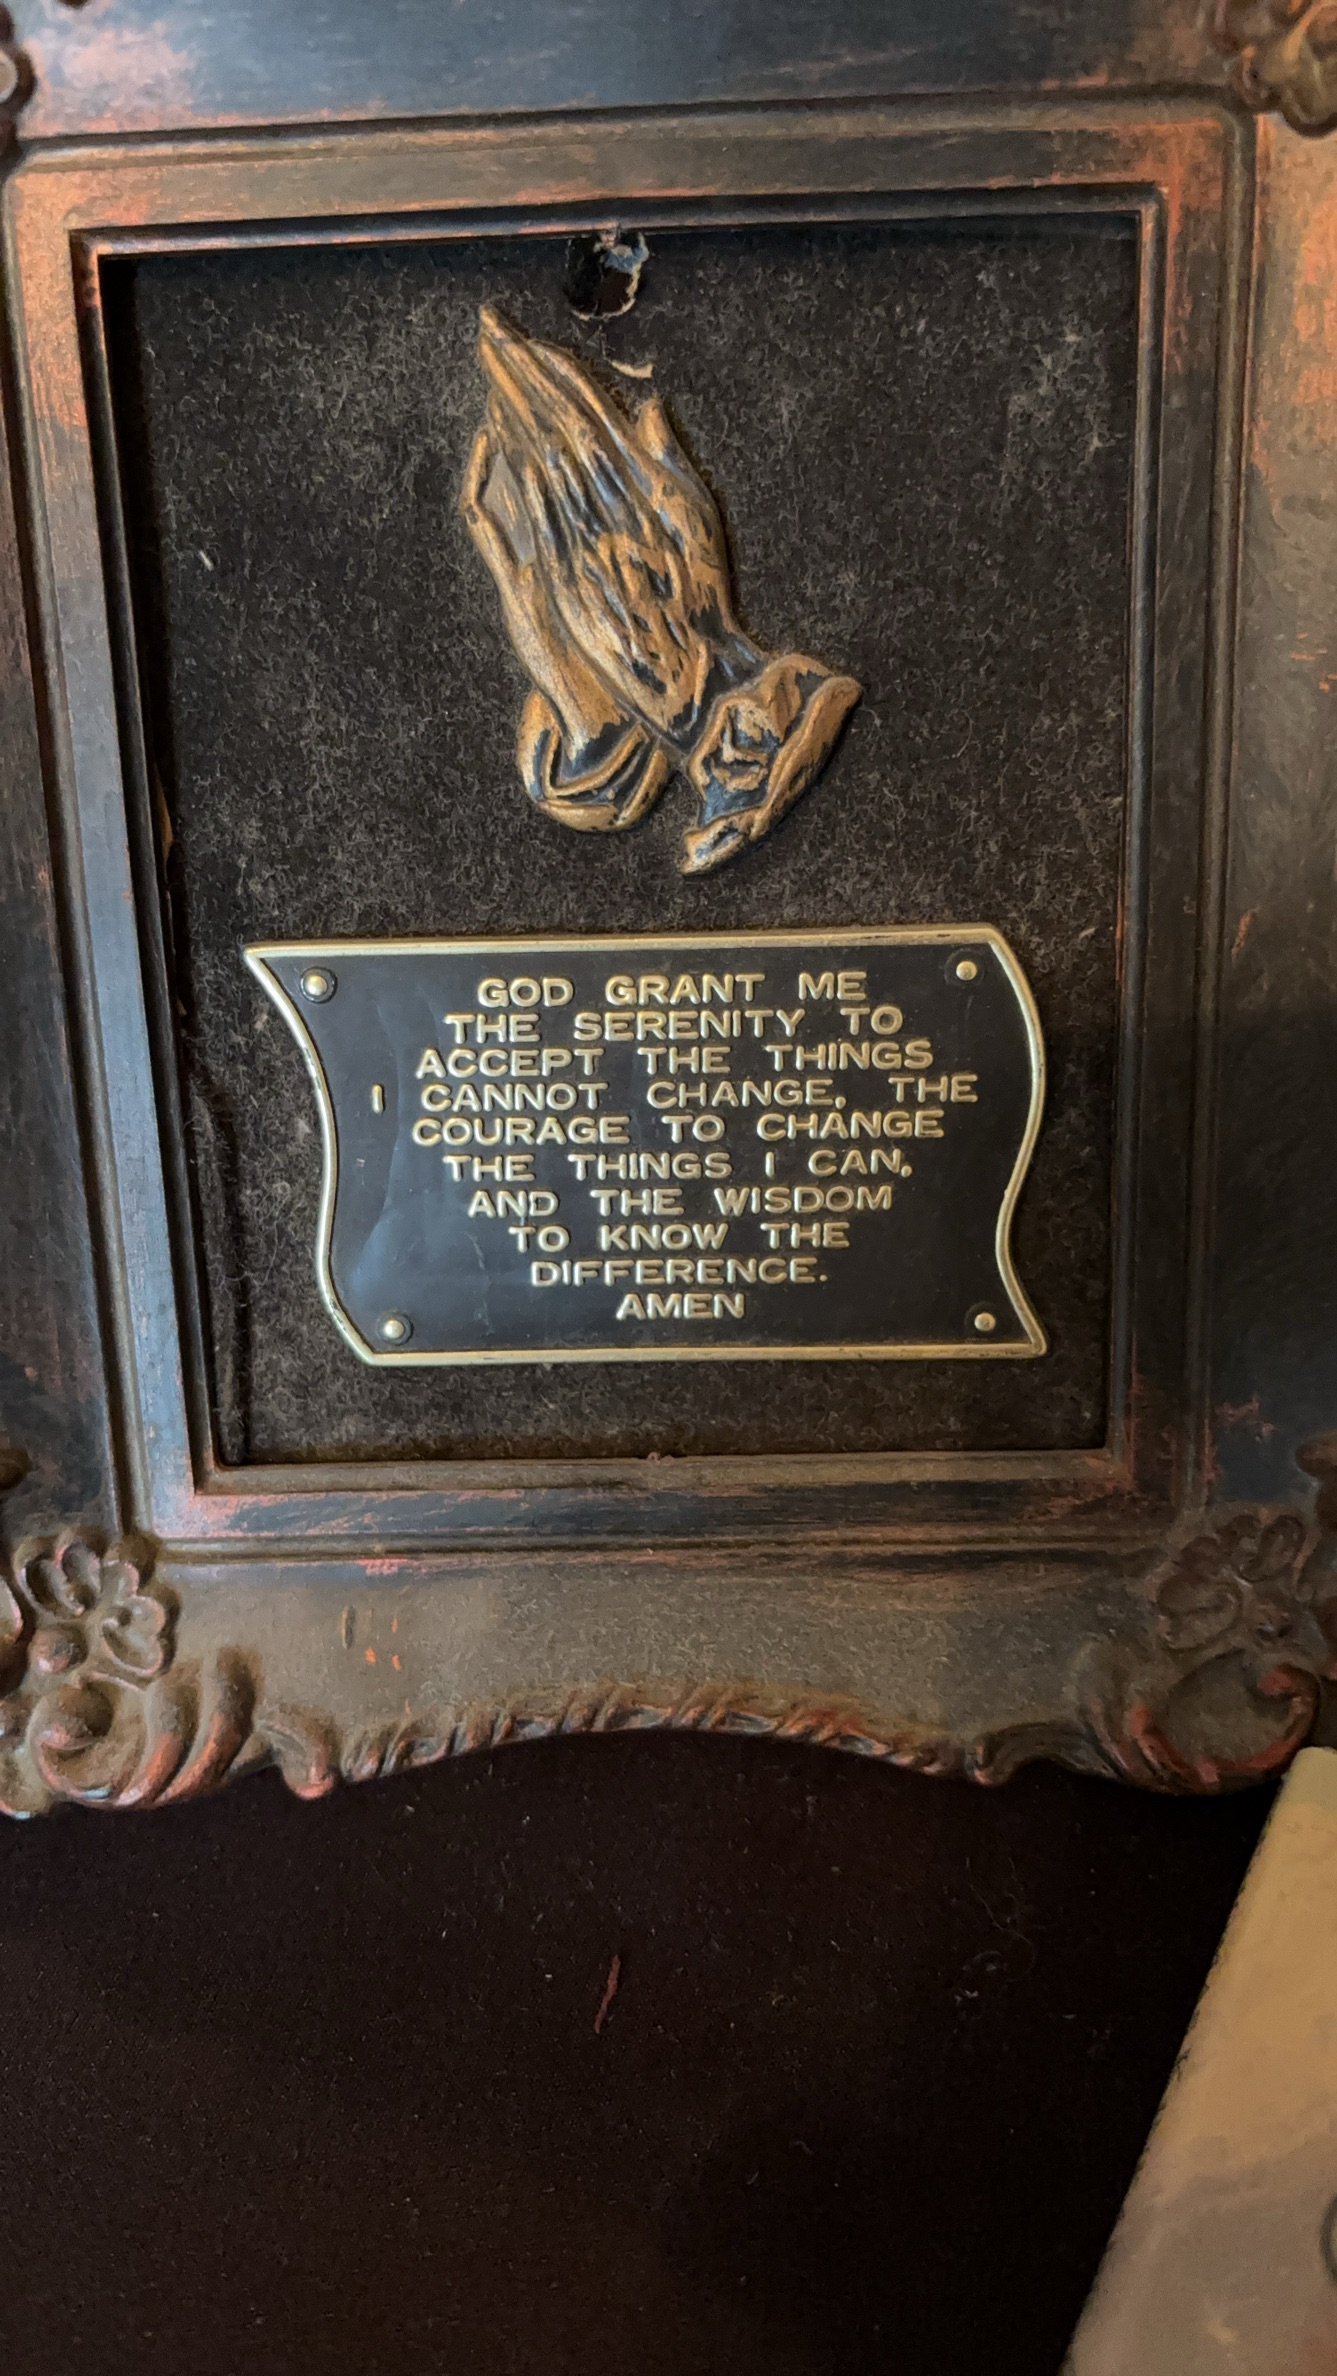 GOD GRANT ME
THE SERENITY TO
ACCEPT THE THINGS
I CANNOT CHANGE, THE
COURAGE TO CHANGE
THE THINGS I CAN,
AND THE WISDOM
TO KNOW THE
DIFFERENCE.
AMEN